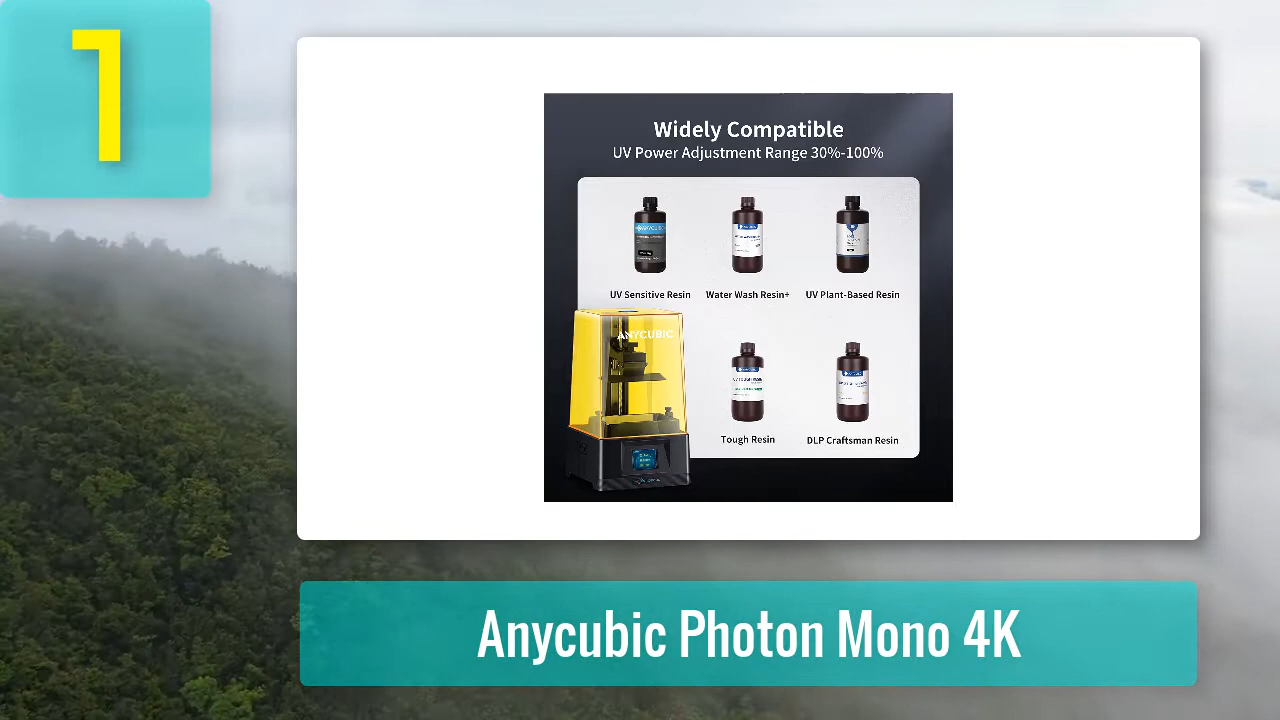 1
Widely Compatible
UV Power Adjustment Range 30%-100%
ANYCUBIC
UV Sensitive Resin
Water Wash Resin+
UV Plant-Based Resin
ANYCUBIC
Tough Resin
DLP Craftsman Resin
Anycubic Photon Mono 4K